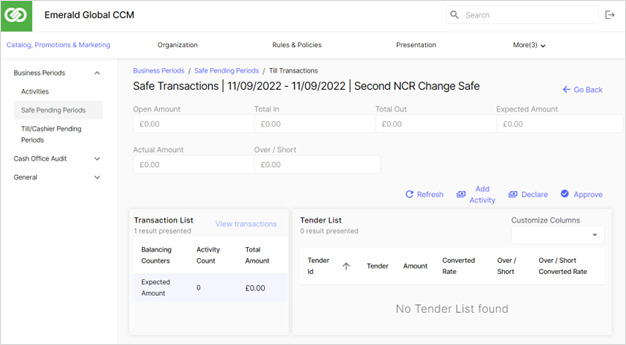 Emerald Global CCM
Search
Catalog, Promotions & Marketing
Organization
Rules & Policies
Presentation
More(3)
Business Periods
Activities
Safe Pending Periods
Till/Cashier Pending
Periods
Cash Office Audit
General
Business Periods / Safe Pending Periods / Till Transactions
Safe Transactions | 11/09/2022 - 11/09/2022 | Second NCR Change Safe
Go Back
Open Amount
Total In
Total Out
Expected Amount
£0.00
£0.00
£0.00
£0.00
Actual Amount
Over / Short
£0.00
£0.00
Refresh
Add
Activity
Declare
Approve
Transaction List
View transactions
1 result presented
Balancing
Counters
Activity
Count
Total
Amount
Expected
Amount
0
£0.00
Tender List
0 result presented
Customize Columns
Tender
Id
Tender
Amount
Converted
Rate
Over /
Short
Over / Short
Converted Rate
No Tender List found